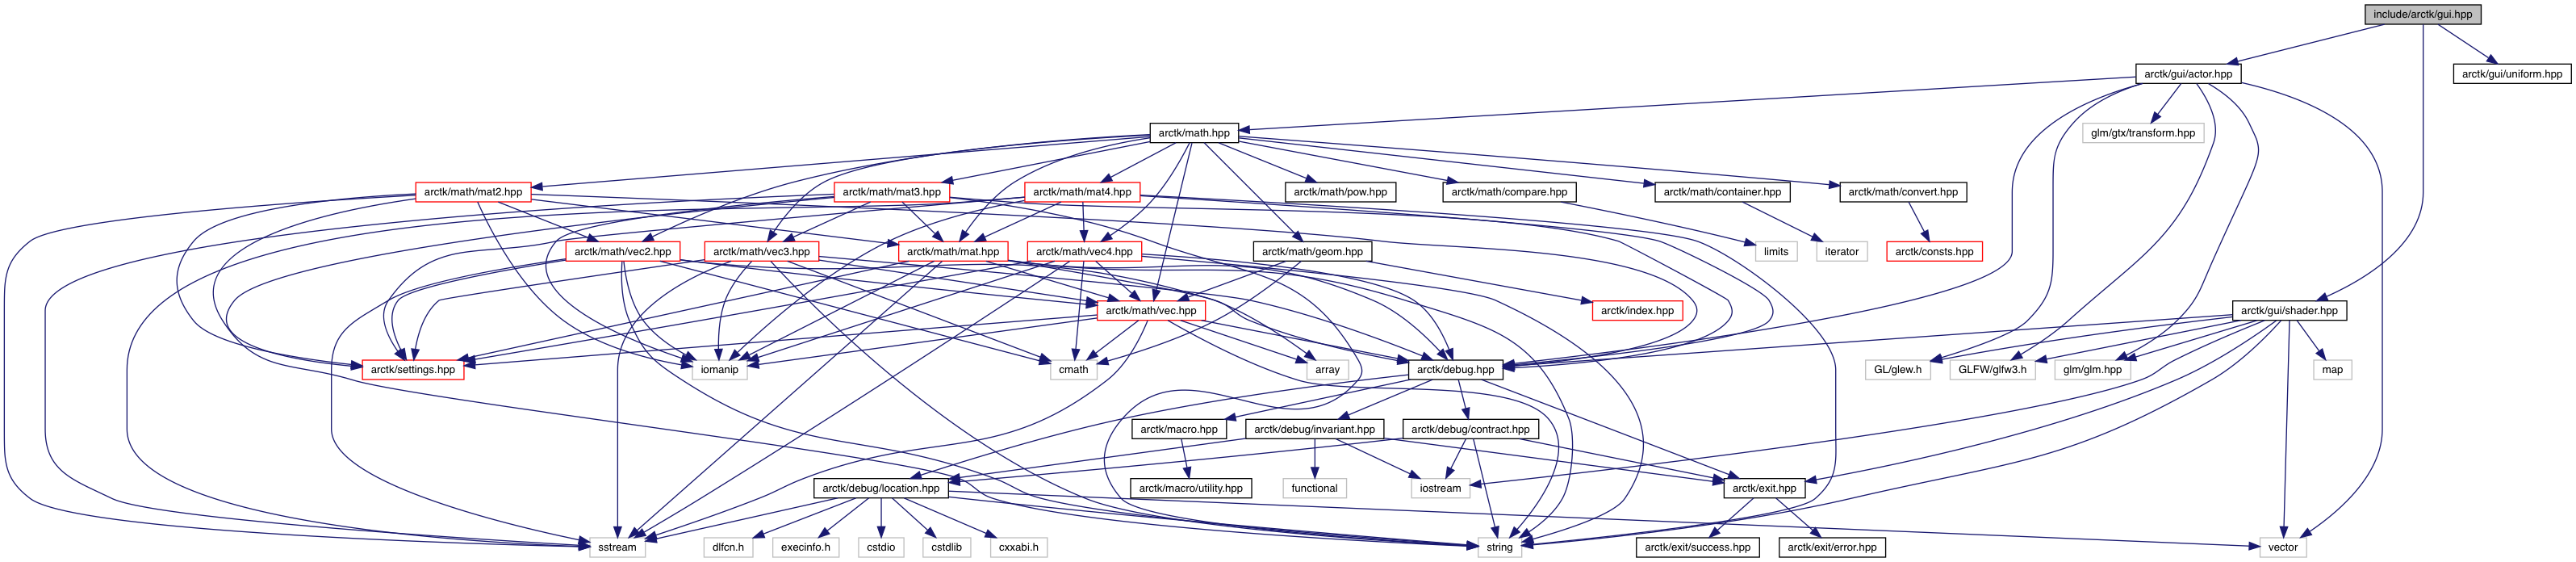 include/arctk/gui.hpp
arctk/gui/actor.hpp
arctk/gui/uniform.hpp
arctk/math.hpp
glm/gtx/transform.hpp
arctk/math/mat2.hpp
arctk/math/mat3.hpp
arctk/math/mat4.hpp
arctk/math/pow.hpp
arctk/math/compare.hpp
arctk/math/container.hpp
arctk/math/convert.hpp
arctk/math/vec2.hpp
arctk/math/vec3.hpp
arctk/math/mat.hpp
arctk/math/vec4.hpp
arctk/math/geom.hpp
limits
iterator
arctk/consts.hpp
arctk/math/vec.hpp
arctk/index.hpp
arctk/gui/shader.hpp
arctk/settings.hpp
iomanip
cmath
array
arctk/debug.hpp
GL/glew.h
GLFW/glfw3.h
glm/glm.hpp
map
arctk/macro.hpp
arctk/debug/invariant.hpp
arctk/debug/contract.hpp
arctk/debug/location.hpp
arctk/macro/utility.hpp
functional
iostream
arctk/exit.hpp
sstream
dlfcn.h
execinfo.h
cstdio
cstdlib
cxxabi.h
string
arctk/exit/success.hpp
arctk/exit/error.hpp
vector